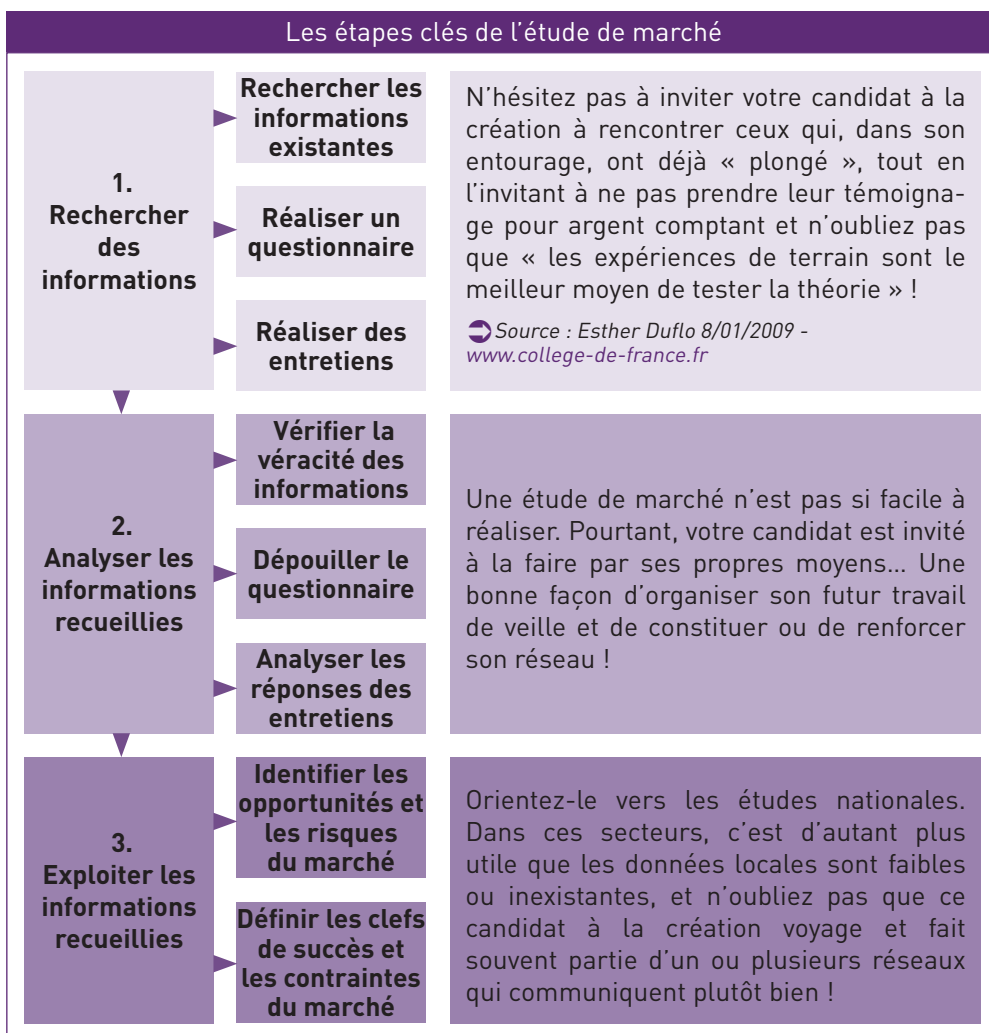 Les étapes clés de l'étude de marché
1.
Rechercher
des
informations
Rechercher les
informations
existantes
Réaliser un
questionnaire
Réaliser des
entretiens
N'hésitez pas à inviter votre candidat à la
création à rencontrer ceux qui, dans son
entourage, ont déjà « plongé », tout en
l'invitant à ne pas prendre leur témoigna-
ge pour argent comptant et n'oubliez pas
que « les expériences de terrain sont le
meilleur moyen de tester la théorie » !
Source : Esther Duflo 8/01/2009 -
www.college-de-france.fr
2.
Analyser les
informations
recueillies
Vérifier la
véracité des
informations
Dépouiller le
questionnaire
Analyser les
réponses des
entretiens
Une étude de marché n'est pas si facile à
réaliser. Pourtant, votre candidat est invité
à la faire par ses propres moyens... Une
bonne façon d'organiser son futur travail
de veille et de constituer ou de renforcer
son réseau !
3.
Exploiter les
informations
recueillies
Identifier les
opportunités et
les risques
du marché
Définir les clefs
de succès et
les contraintes
du marché
Orientez-le vers les études nationales.
Dans ces secteurs, c'est d'autant plus
utile que les données locales sont faibles
ou inexistantes, et n'oubliez pas que ce
candidat à la création voyage et fait
souvent partie d'un ou plusieurs réseaux
qui communiquent plutôt bien !